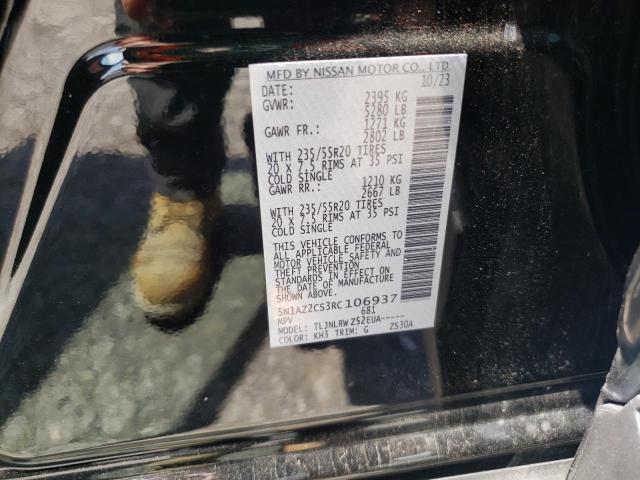 MFD BY NISSAN MOTOR CO., LTD.
DATE: 10/23
GVWR: 2395 KG
5280 LB
GAWR FR.: 1271 KG
2802 LB
WITH 235/55R20 TIRES
20 X 7.5 RIMS AT 35 PSI
COLD SINGLE
GAWR RR.: 1210 KG
2667 LB
WITH 235/55R20 TIRES
20 X 7.5 RIMS AT 35 PSI
COLD SINGLE
THIS VEHICLE CONFORMS TO
ALL APPLICABLE FEDERAL
MOTOR VEHICLE SAFETY AND
THEFT PREVENTION
STANDARDS IN EFFECT ON
THE DATE OF MANUFACTURE
SHOWN ABOVE.
5N1AZ2CS3RC106937
MPV 681
MODEL: TLJNLRWZ52EUA-----
COLOR: KH3 TRIM: G ZS30A